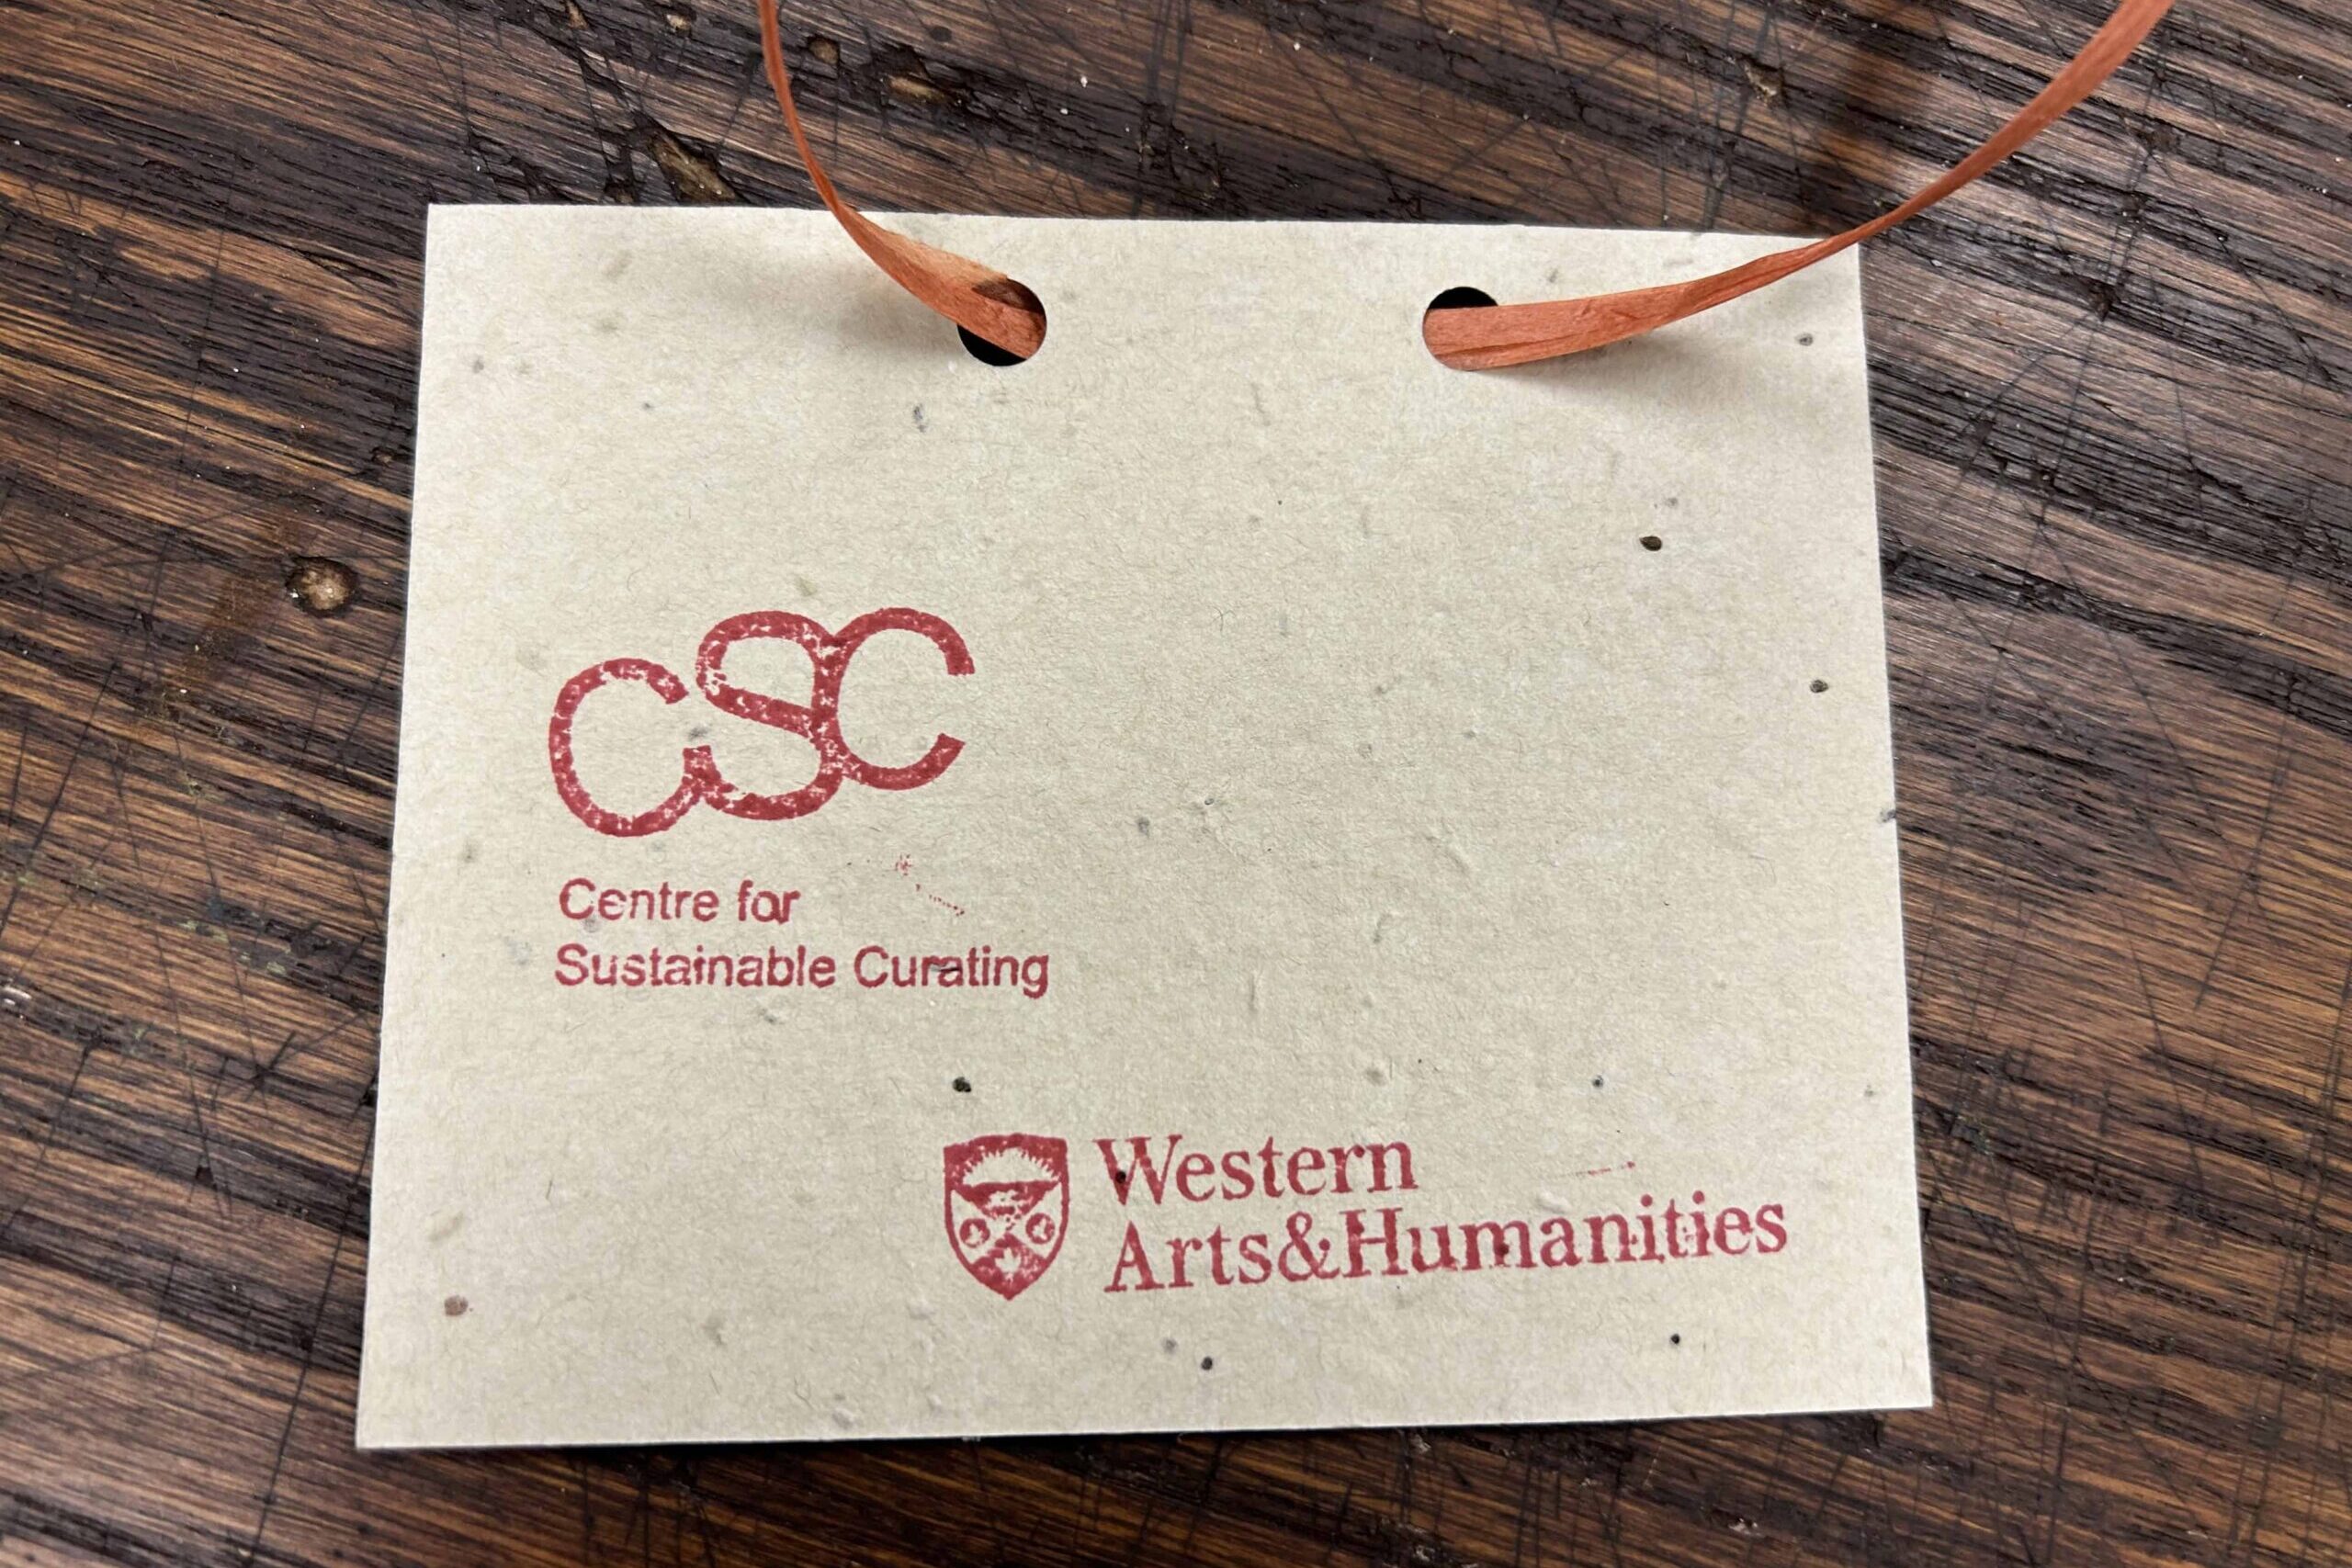 CSC
Centre for
Sustainable Curating
Western
Arts&Humanities